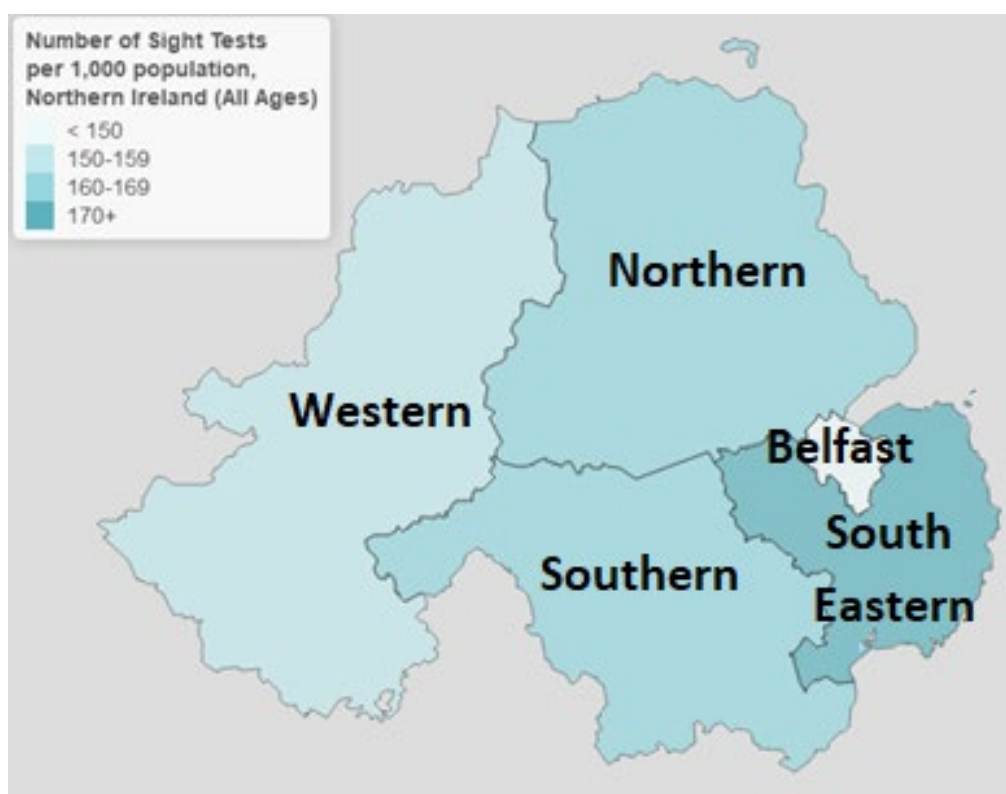 Number of Sight Tests
per 1,000 population,
Northern Ireland (All Ages)
< 150
150-159
160-169
170+
Northern
Western
Belfast
South
Eastern
Southern